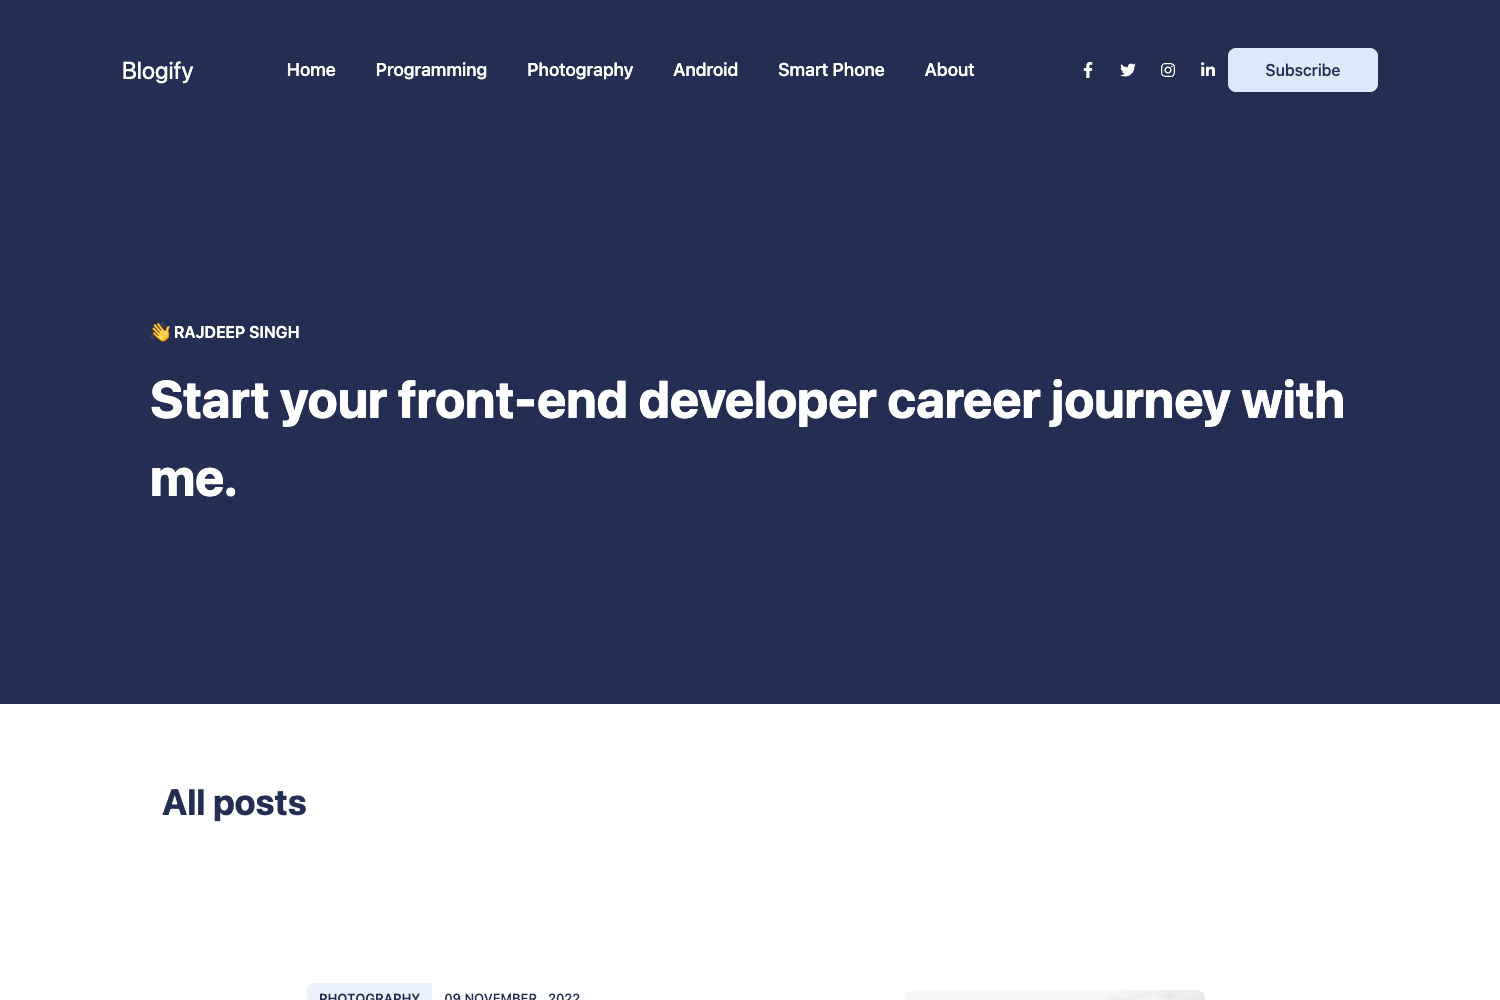 Blogify
Home Programming Photography Android Smart Phone About
Subscribe
👋 RAJDEEP SINGH
Start your front-end developer career journey with
me.
All posts
PHOTOGRAPHY 09 NOVEMBER , 2022